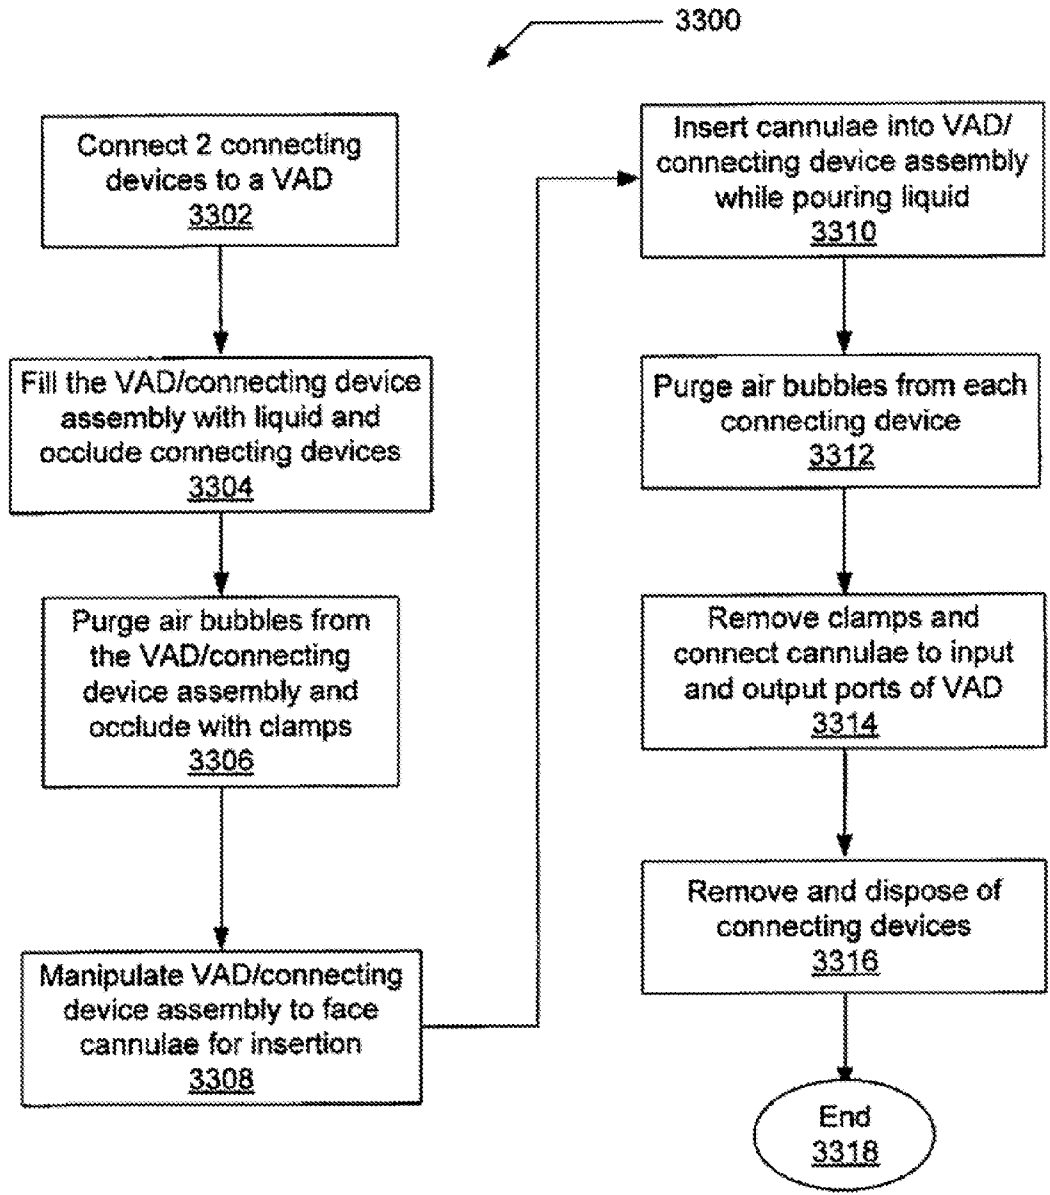 3300
Connect 2 connecting
devices to a VAD
3302
Fill the VAD/connecting device
assembly with liquid and
occlude connecting devices
3304
Purge air bubbles from
the VAD/connecting
device assembly and
occlude with clamps
3306
Manipulate VAD/connecting
device assembly to face
cannulae for insertion
3308
Insert cannulae into VAD/
connecting device assembly
while pouring liquid
3310
Purge air bubbles from each
connecting device
3312
Remove clamps and
connect cannulae to input
and output ports of VAD
3314
Remove and dispose of
connecting devices
3316
End
3318